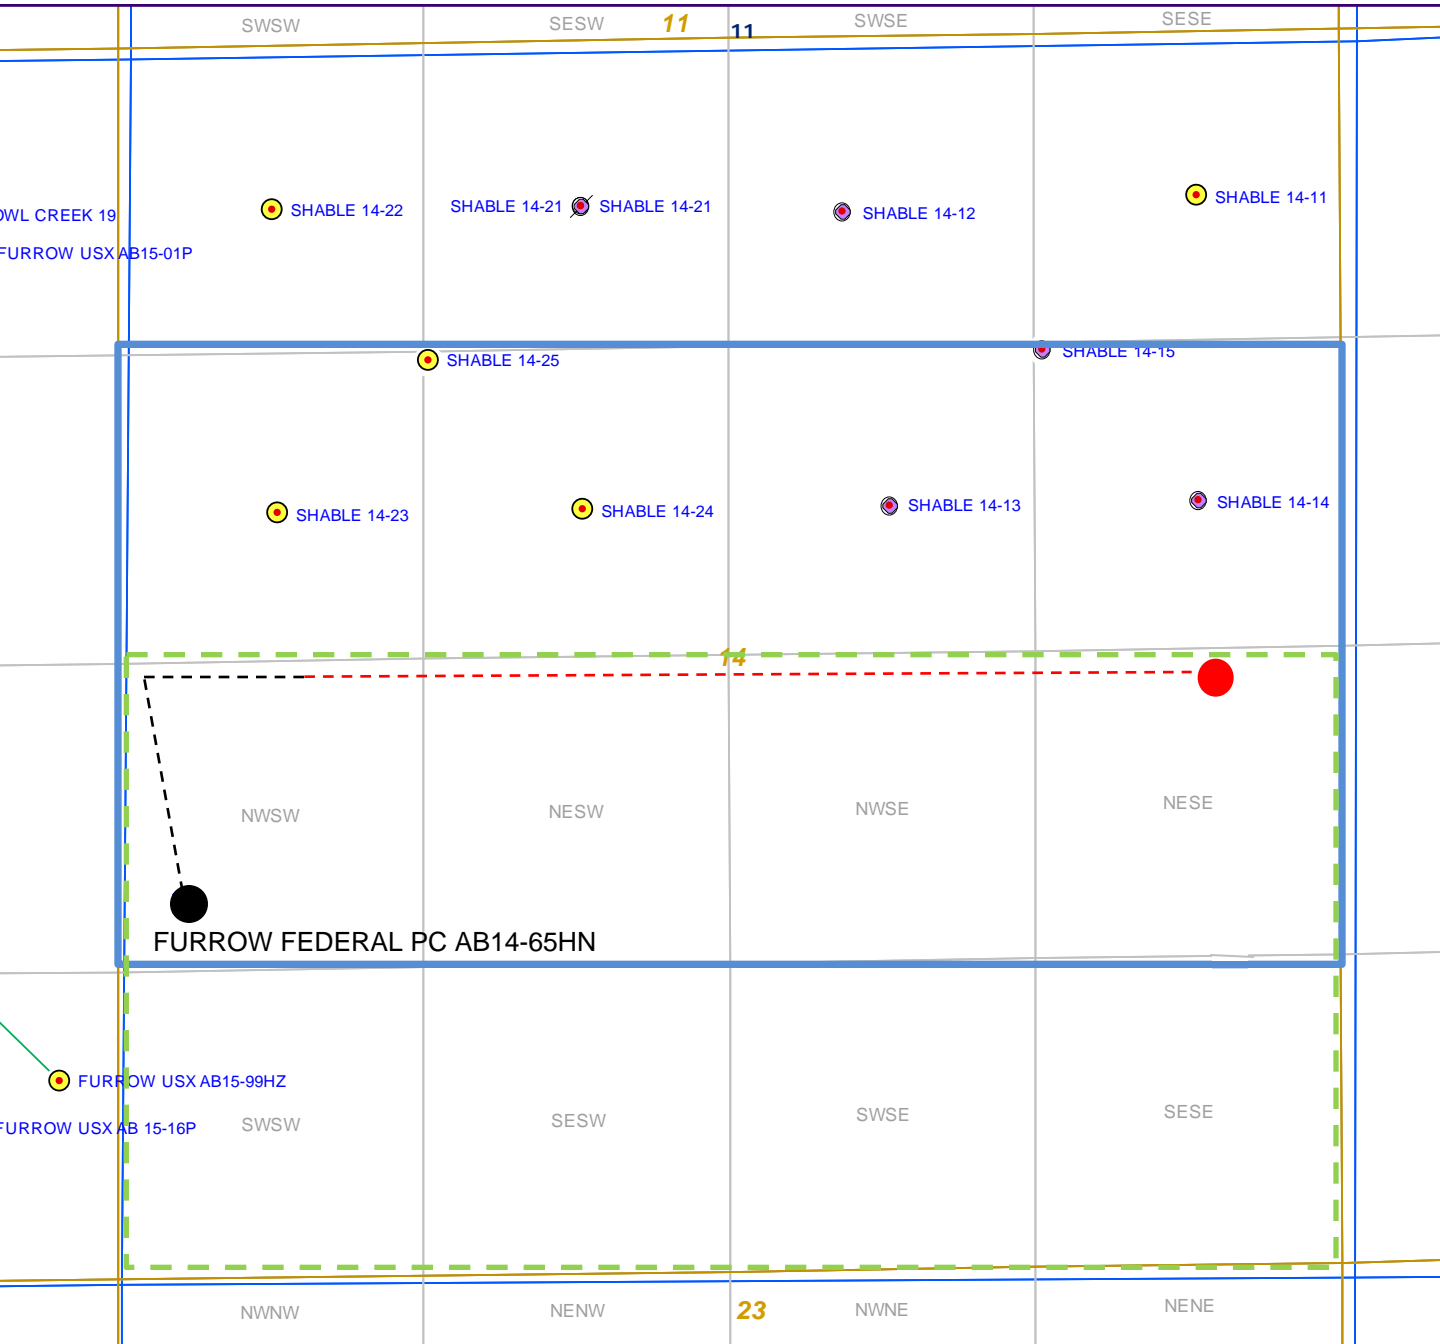 SWSW
SESW
11
11
SWSE
SESE
OWL CREEK 19
SHABLE 14-22
SHABLE 14-21
SHABLE 14-21
SHABLE 14-12
SHABLE 14-11
FURROW USX AB15-01P
SHABLE 14-25
SHABLE 14-15
SHABLE 14-23
SHABLE 14-24
SHABLE 14-13
SHABLE 14-14
14
NWSW
NESW
NWSE
NESE
FURROW FEDERAL PC AB14-65HN
FURROW USX AB15-99HZ
FURROW USX AB 15-16P
SWSW
SESW
SWSE
SESE
NWNW
NENW
23
NWNE
NENE